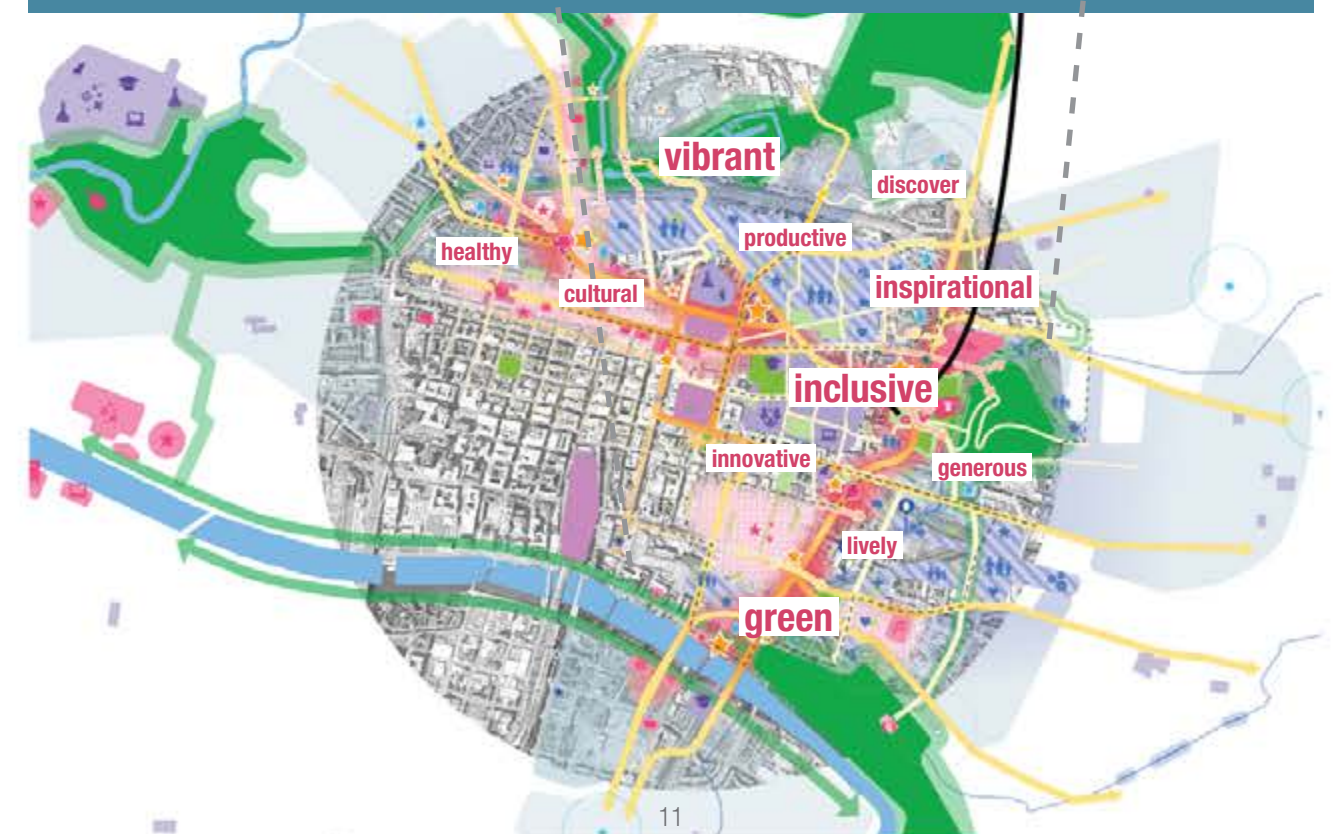 vibrant
discover
productive
healthy
inspirational
cultural
inclusive
innovative
generous
lively
green
11